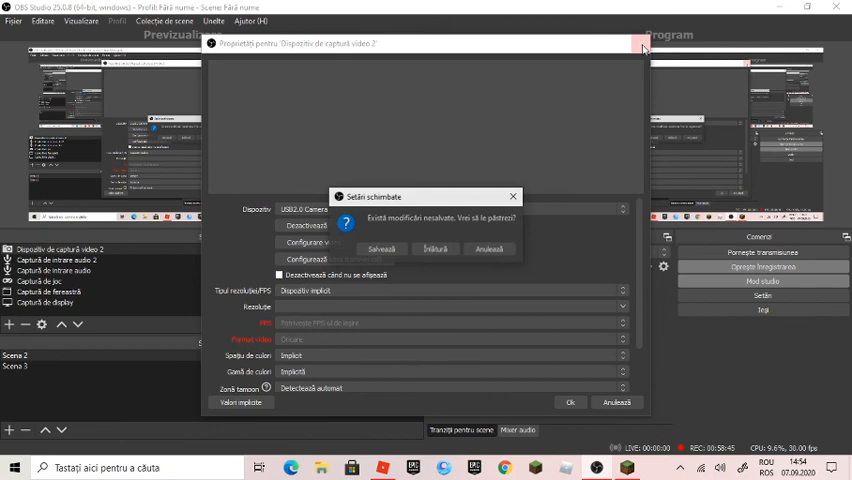 OBS Studio 25.0.8 (64-bit, windows) - Profil: Fără nume - Scene: Fără nume
Fișier Editare Vizualizare Profil Colecție de scene Unelte Ajutor (H)
Program
Proprietăți pentru 'Dispozitiv de captură video 2'
Setări schimbate
Există modificări nesalvate. Vrei să le păstrezi?
Salvează Înlătură Anulează
Dispozitiv USB2.0 Camera
Dezactivează
Configurează
Dezactivează când nu se afișează
Tipul rezoluției/FPS Dispozitiv implicit
Rezoluție
FPS Potrivește FPS-ul de ieșire
Format video Oricare
Spațiu de culori Implicit
Gamă de culori Implicită
Zonă tampon ? Detectează automat
Valori implicite Ok Anulează
Dispozitiv de captură video 2
Captură de intrare audio 2
Captură de intrare audio
Captură de joc
Captură de fereastră
Captură de display
Scena 2
Scena 3
Comenzi
Pornește transmisiunea
Oprește înregistrarea
Mod studio
Setări
Ieși
Tranziții pentru scene Mixer audio
LIVE: 00:00:00 REC: 00:58:45 CPU: 9.6%, 30.00 fps
Tastați aici pentru a căuta
ROU
ROS
14:54
07.09.2020